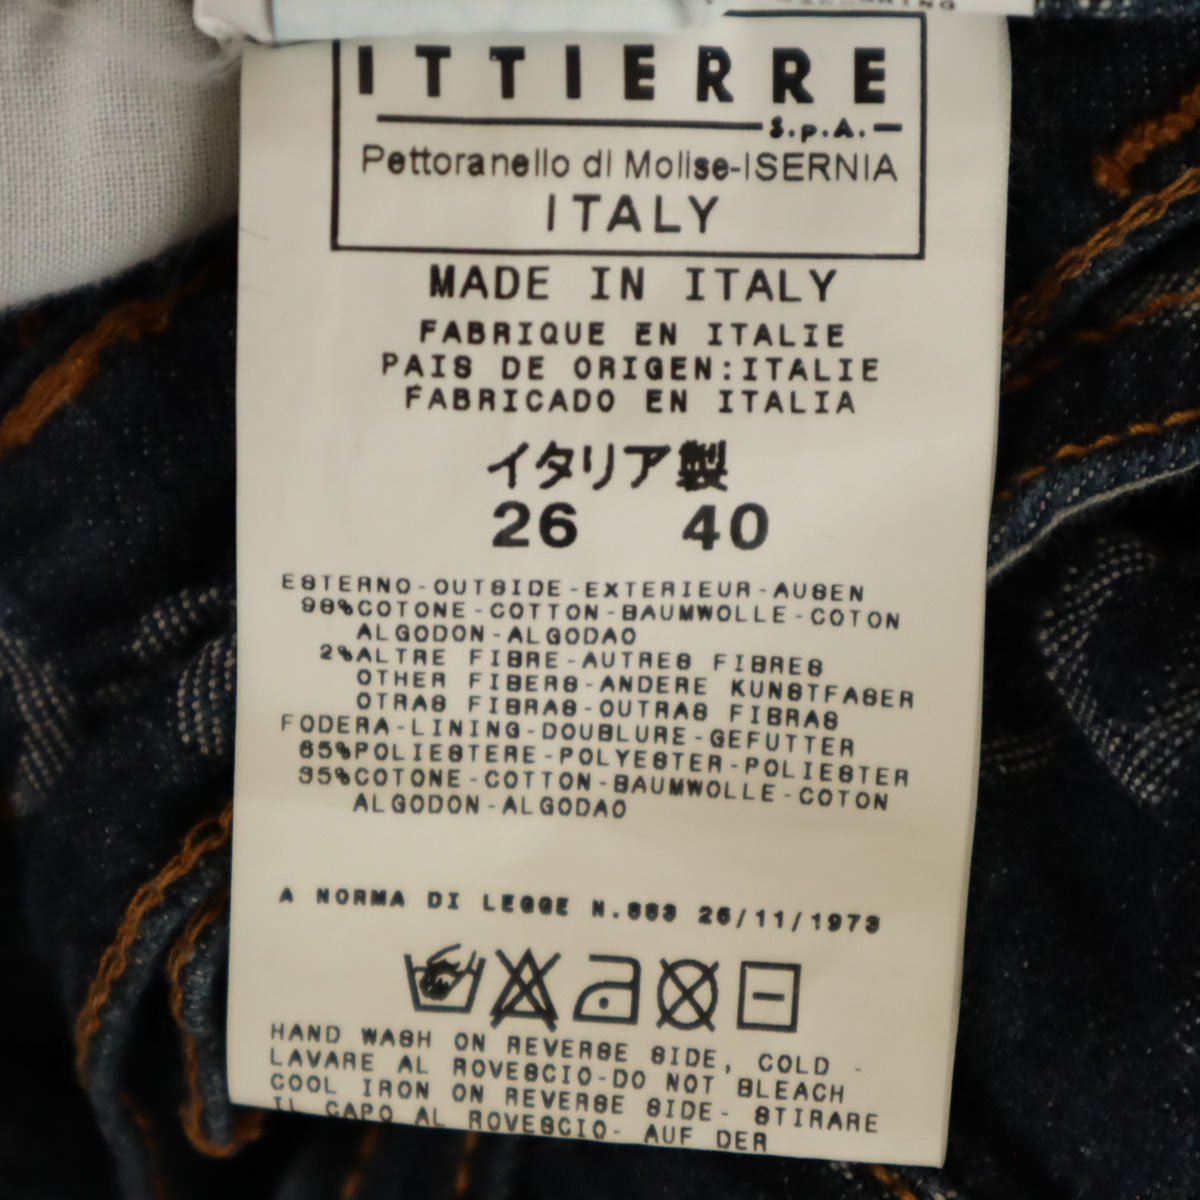 ITTIERRE
S.p.A.
Pettoranello di Molise-ISERNIA
ITALY
MADE IN ITALY
FABRIQUE EN ITALIE
PAIS DE ORIGEN:ITALIE
FABRICADO EN ITALIA
イタリア製
26 40
ESTERNO-OUTSIDE-EXTERIEUR-AUSEN
98%COTONE-COTTON-BAUMWOLLE-COTON
ALGODON-ALGODAO
2%ALTRE FIBRE-AUTRES FIBRES
OTHER FIBERS-ANDERE KUNSTFASER
OTRAS FIBRAS-OUTRAS FIBRAS
FODERA-LINING-DOUBLURE-GEFUTTER
65%POLIESTERE-POLYESTER-POLIESTER
35%COTONE-COTTON-BAUMWOLLE-COTON
ALGODON-ALGODAO
A NORMA DI LEGGE N.883 26/11/1973
HAND WASH ON REVERSE SIDE, COLD -
LAVARE AL ROVESCIO-DO NOT BLEACH
COOL IRON ON REVERSE SIDE- STIRARE
IL CAPO AL ROVESCIO- AUF DER